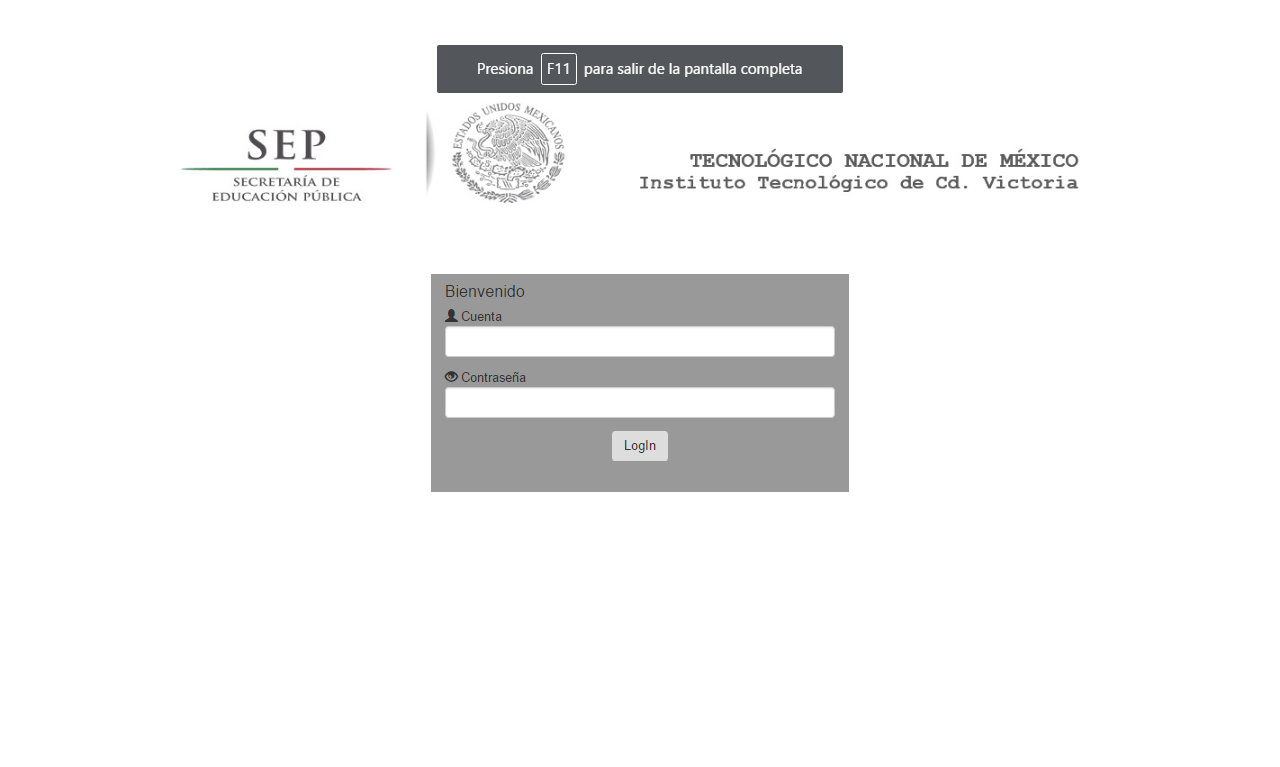 Presiona F11 para salir de la pantalla completa
SEP
SECRETARÍA DE
EDUCACIÓN PÚBLICA
ESTADOS UNIDOS MEXICANOS
TECNOLÓGICO NACIONAL DE MÉXICO
Instituto Tecnológico de Cd. Victoria
Bienvenido
Cuenta
Contraseña
LogIn